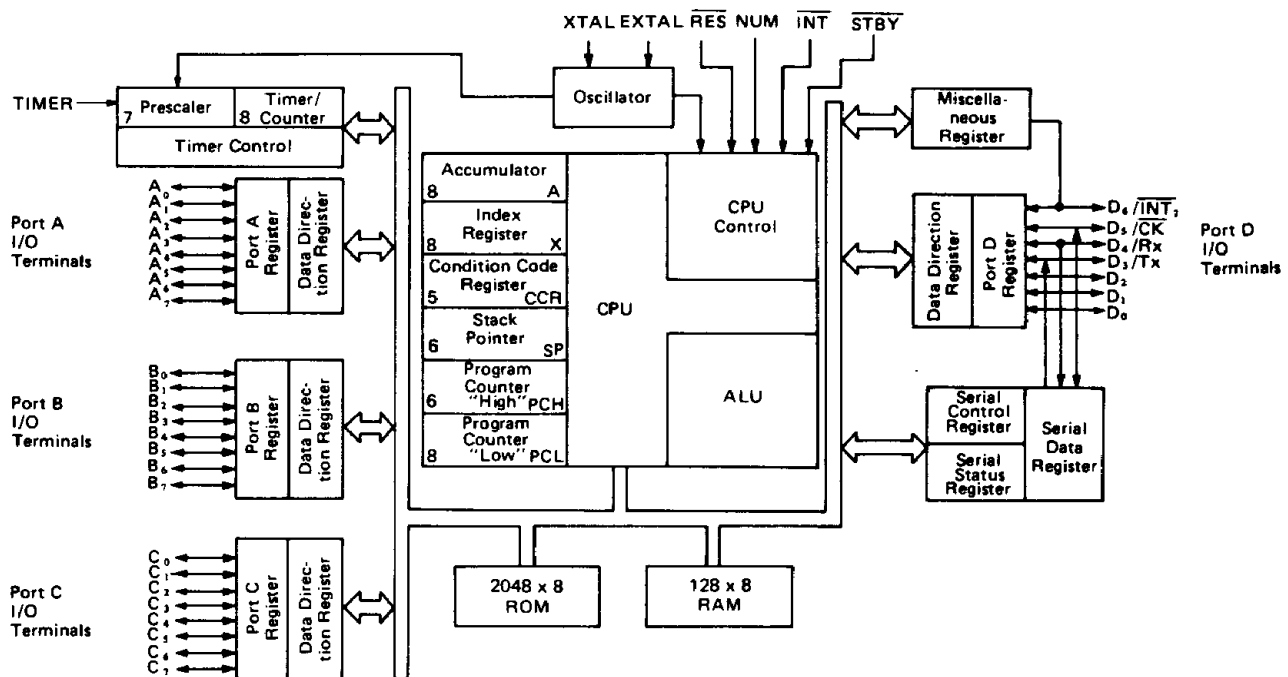 XTAL EXTAL RES NUM INT STBY
TIMER
7 Prescaler
8 Timer/
Counter
Timer Control
Oscillator
Miscella-
neous
Register
Port A
I/O
Terminals
A₀
A₁
A₂
A₃
A₄
A₅
A₆
A₇
Port A
Register
Data Direc-
tion Register
Port B
I/O
Terminals
B₀
B₁
B₂
B₃
B₄
B₅
B₆
B₇
Port B
Register
Data Direc-
tion Register
Port C
I/O
Terminals
C₀
C₁
C₂
C₃
C₄
C₅
C₆
C₇
Port C
Register
Data Direc-
tion Register
Accumulator
8 A
Index
Register
8 X
Condition Code
Register
5 CCR
Stack
Pointer
6 SP
Program
Counter
6 "High" PCH
Program
Counter
8 "Low" PCL
CPU
CPU
Control
ALU
2048 x 8
ROM
128 x 8
RAM
Data Direction
Register
Port D
Register
D₆/INT₂
D₅/CK
D₄/Rx
D₃/Tx
D₂
D₁
D₀
Port D
I/O
Terminals
Serial
Control
Register
Serial
Status
Register
Serial
Data
Register